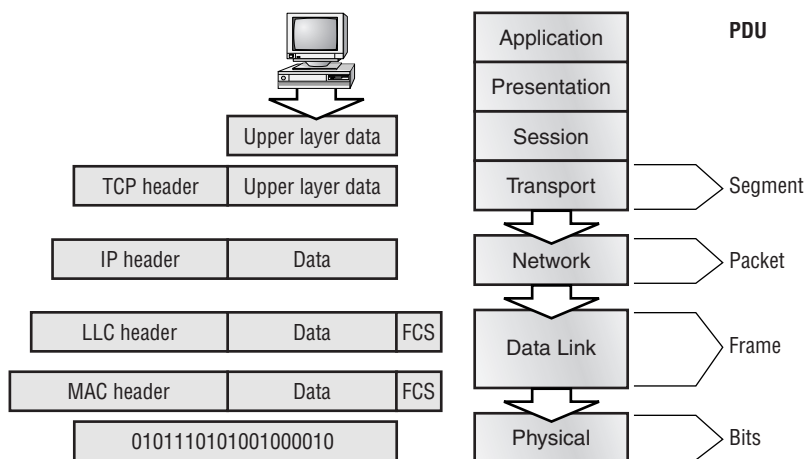 Application PDU
Presentation
Upper layer data Session
TCP header Upper layer data Transport Segment
IP header Data Network Packet
LLC header Data FCS Data Link Frame
MAC header Data FCS
0101110101001000010 Physical Bits